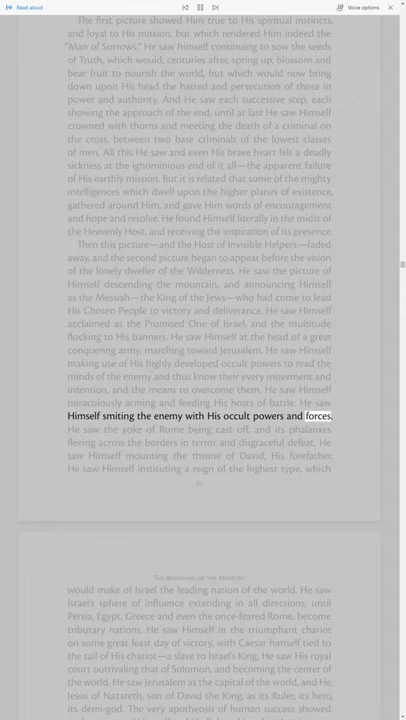 Read aloud
Voice options
The first picture showed Him true to His spiritual instincts,
and loyal to His mission, but which rendered Him indeed the
"Man of Sorrows." He saw himself continuing to sow the seeds
of Truth, which would, centuries after, spring up, blossom and
bear fruit to nourish the world, but which would now bring
down upon His head the hatred and persecution of those in
power and authority. And He saw each successive step, each
showing the approach of the end, until at last He saw Himself
crowned with thorns and meeting the death of a criminal on
the cross, between two base criminals of the lowest classes
of men. All this He saw and even His brave heart felt a deadly
sickness at the ignominious end of it all—the apparent failure
of His earthly mission. But it is related that some of the mighty
intelligences which dwell upon the higher planes of existence,
gathered around Him, and gave Him words of encouragement
and hope and resolve. He found Himself literally in the midst of
the Heavenly Host, and receiving the inspiration of its presence.
Then this picture—and the Host of Invisible Helpers—faded
away, and the second picture began to appear before the vision
of the lonely dweller of the Wilderness. He saw the picture of
Himself descending the mountain, and announcing Himself
as the Messiah—the King of the Jews—who had come to lead
His Chosen People to victory and deliverance. He saw Himself
acclaimed as the Promised One of Israel, and the multitude
flocking to His banners. He saw Himself at the head of a great
conquering army, marching toward Jerusalem. He saw Himself
making use of His highly developed occult powers to read the
minds of the enemy and thus know their every movement and
intention, and the means to overcome them. He saw Himself
miraculously arming and feeding His hosts of battle. He saw
Himself smiting the enemy with His occult powers and forces.
He saw the yoke of Rome being cast off, and its phalanxes
fleeing across the borders in terror and disgraceful defeat. He
saw Himself mounting the throne of David, His forefather.
He saw Himself instituting a reign of the highest type, which
The Beginning of the Ministry
would make of Israel the leading nation of the world. He saw
Israel's sphere of influence extending in all directions, until
Persia, Egypt, Greece and even the once-feared Rome, become
tributary nations. He saw Himself in the triumphant chariot
on some great feast day of victory, with Caesar himself tied to
the tail of His chariot—a slave to Israel's King. He saw His royal
court outrivaling that of Solomon, and becoming the center of
the world. He saw Jerusalem as the capital of the world, and He,
Jesus of Nazareth, son of David the King, as its Ruler, its hero,
its demi-god. The very apotheosis of human success showed